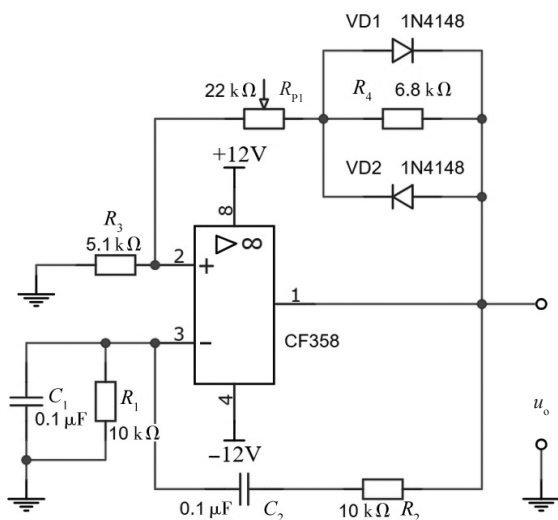 VD1 1N4148
22 kΩ R_P1 R_4 6.8 kΩ
+12V
VD2 1N4148
R_3
5.1 kΩ
8
▷ ∞
2 +
1
3 −
CF358
C_1
0.1 μF
R_1
10 kΩ
4
−12V
u_o
0.1 μF C_2 10 kΩ R_2